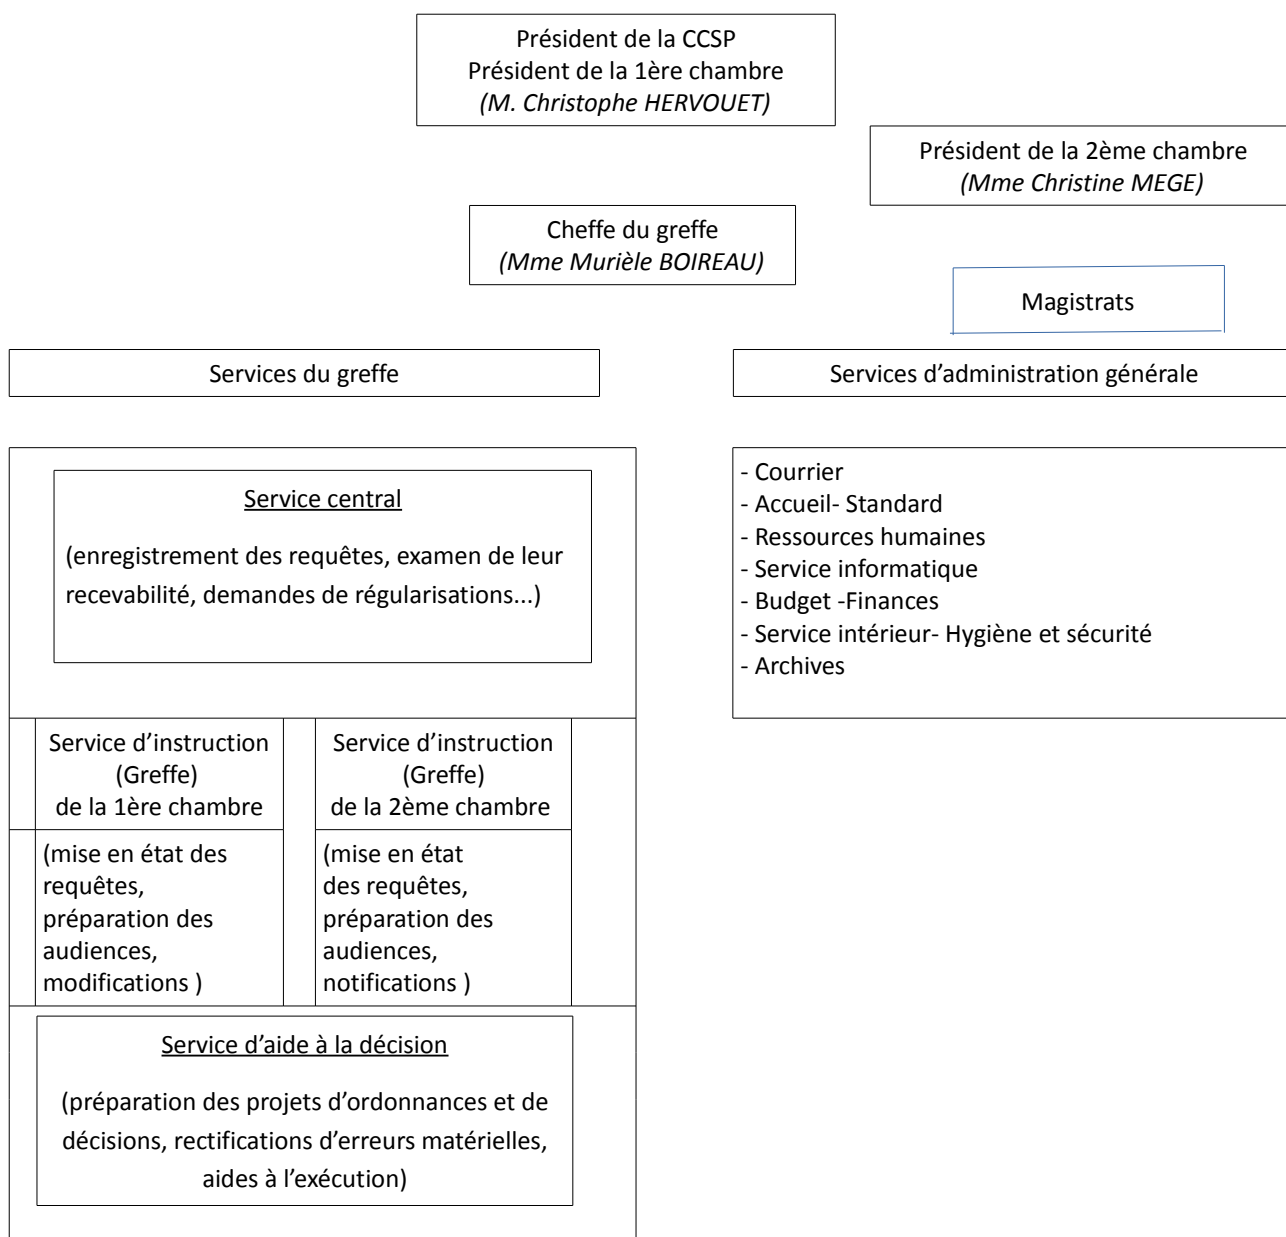 Président de la CCSP
Président de la 1ère chambre
(M. Christophe HERVOUET)
Président de la 2ème chambre
(Mme Christine MEGE)
Cheffe du greffe
(Mme Murièle BOIREAU)
Magistrats
Services du greffe
Services d’administration générale
Service central
(enregistrement des requêtes, examen de leur
recevabilité, demandes de régularisations...)
- Courrier
- Accueil- Standard
- Ressources humaines
- Service informatique
- Budget -Finances
- Service intérieur- Hygiène et sécurité
- Archives
Service d’instruction
(Greffe)
de la 1ère chambre
(mise en état des
requêtes,
préparation des
audiences,
modifications )
Service d’instruction
(Greffe)
de la 2ème chambre
(mise en état
des requêtes,
préparation des
audiences,
notifications )
Service d’aide à la décision
(préparation des projets d’ordonnances et de
décisions, rectifications d’erreurs matérielles,
aides à l’exécution)